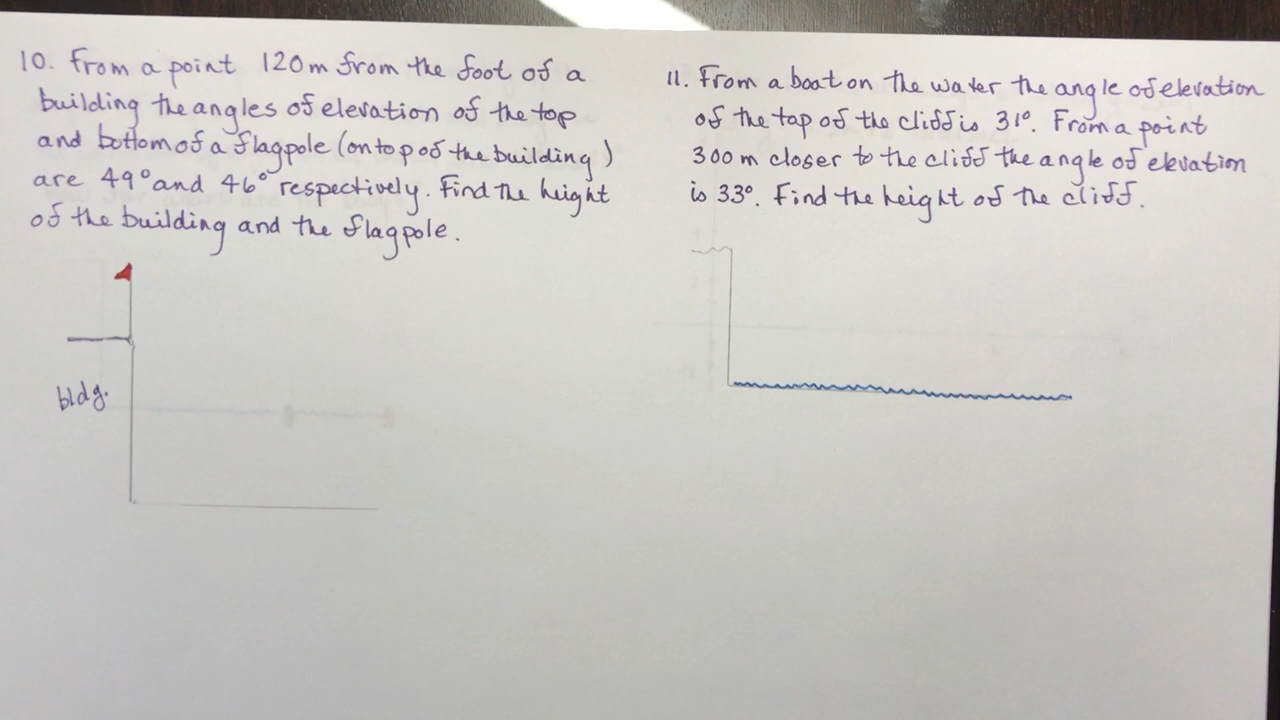 10. From a point 120m from the foot of a
building the angles of elevation of the top
and bottom of a flagpole (on top of the building)
are 49° and 46° respectively. Find the height
of the building and the flagpole.
bldg.
11. From a boat on the water the angle of elevation
of the top of the cliff is 31°. From a point
300 m closer to the cliff the angle of elevation
is 33°. Find the height of the cliff.